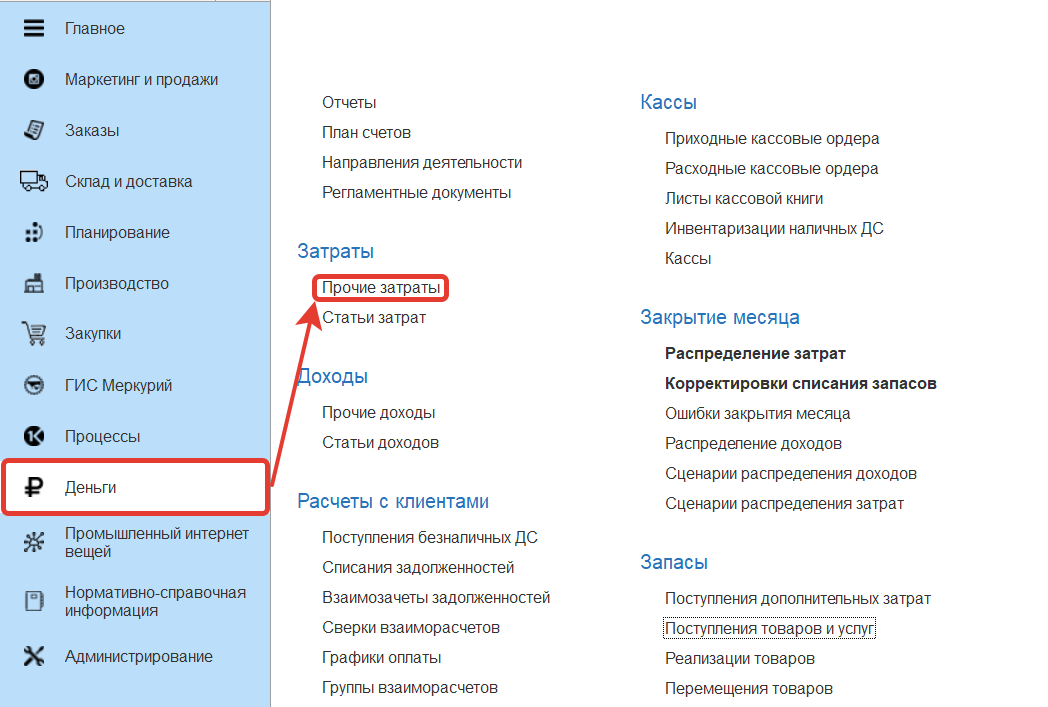 Главное
Маркетинг и продажи
Заказы
Склад и доставка
Планирование
Производство
Закупки
ГИС Меркурий
Процессы
Деньги
Промышленный интернет
вещей
Нормативно-справочная
информация
Администрирование
Отчеты
План счетов
Направления деятельности
Регламентные документы
Затраты
Прочие затраты
Статьи затрат
Доходы
Прочие доходы
Статьи доходов
Расчеты с клиентами
Поступления безналичных ДС
Списания задолженностей
Взаимозачеты задолженностей
Сверки взаиморасчетов
Графики оплаты
Группы взаиморасчетов
Кассы
Приходные кассовые ордера
Расходные кассовые ордера
Листы кассовой книги
Инвентаризации наличных ДС
Кассы
Закрытие месяца
Распределение затрат
Корректировки списания запасов
Ошибки закрытия месяца
Распределение доходов
Сценарии распределения доходов
Сценарии распределения затрат
Запасы
Поступления дополнительных затрат
Поступления товаров и услуг
Реализации товаров
Перемещения товаров